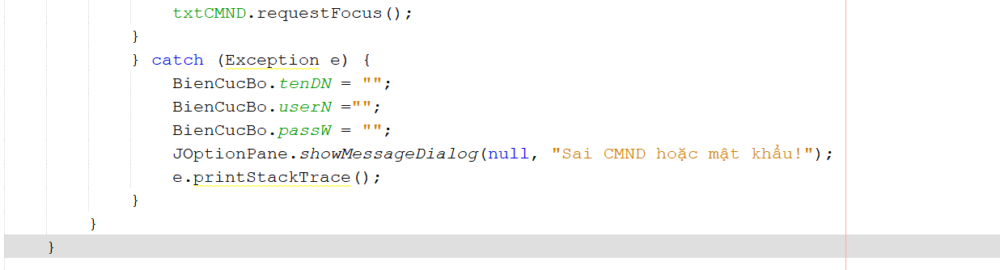 txtCMND.requestFocus();
}
} catch (Exception e) {
BienCucBo.tenDN = "";
BienCucBo.userN ="";
BienCucBo.passW = "";
JOptionPane.showMessageDialog(null, "Sai CMND hoặc mật khẩu!");
e.printStackTrace();
}
}
}